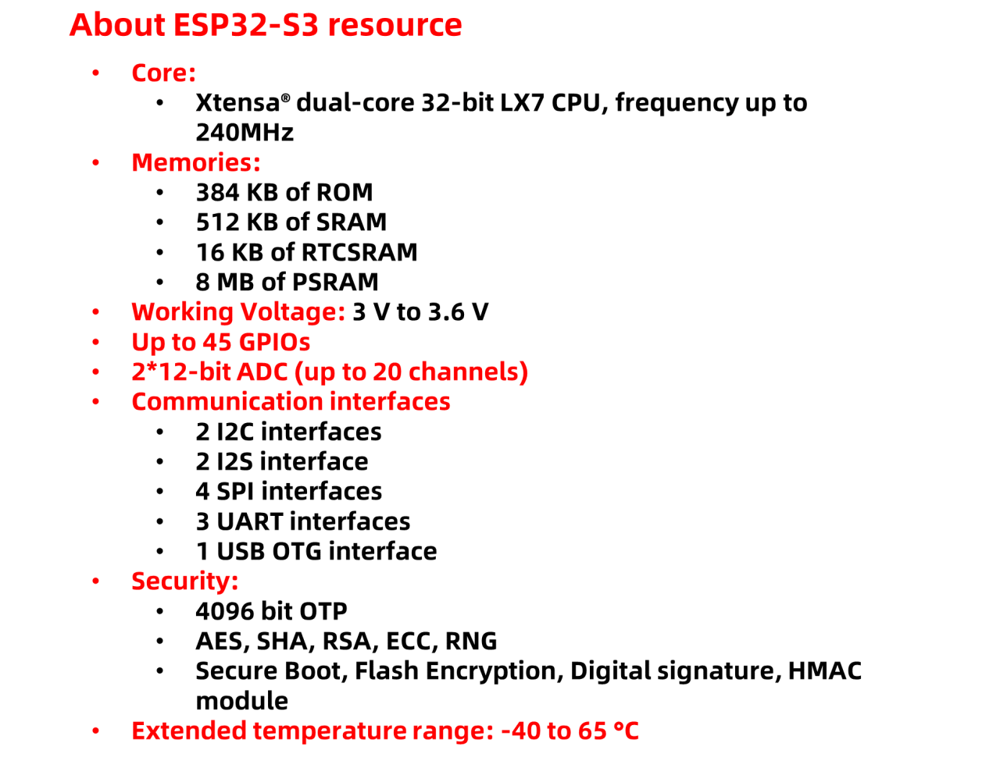 About ESP32-S3 resource
• Core:
• Xtensa® dual-core 32-bit LX7 CPU, frequency up to
240MHz
• Memories:
• 384 KB of ROM
• 512 KB of SRAM
• 16 KB of RTCSRAM
• 8 MB of PSRAM
• Working Voltage: 3 V to 3.6 V
• Up to 45 GPIOs
• 2*12-bit ADC (up to 20 channels)
• Communication interfaces
• 2 I2C interfaces
• 2 I2S interface
• 4 SPI interfaces
• 3 UART interfaces
• 1 USB OTG interface
• Security:
• 4096 bit OTP
• AES, SHA, RSA, ECC, RNG
• Secure Boot, Flash Encryption, Digital signature, HMAC
module
• Extended temperature range: -40 to 65 °C